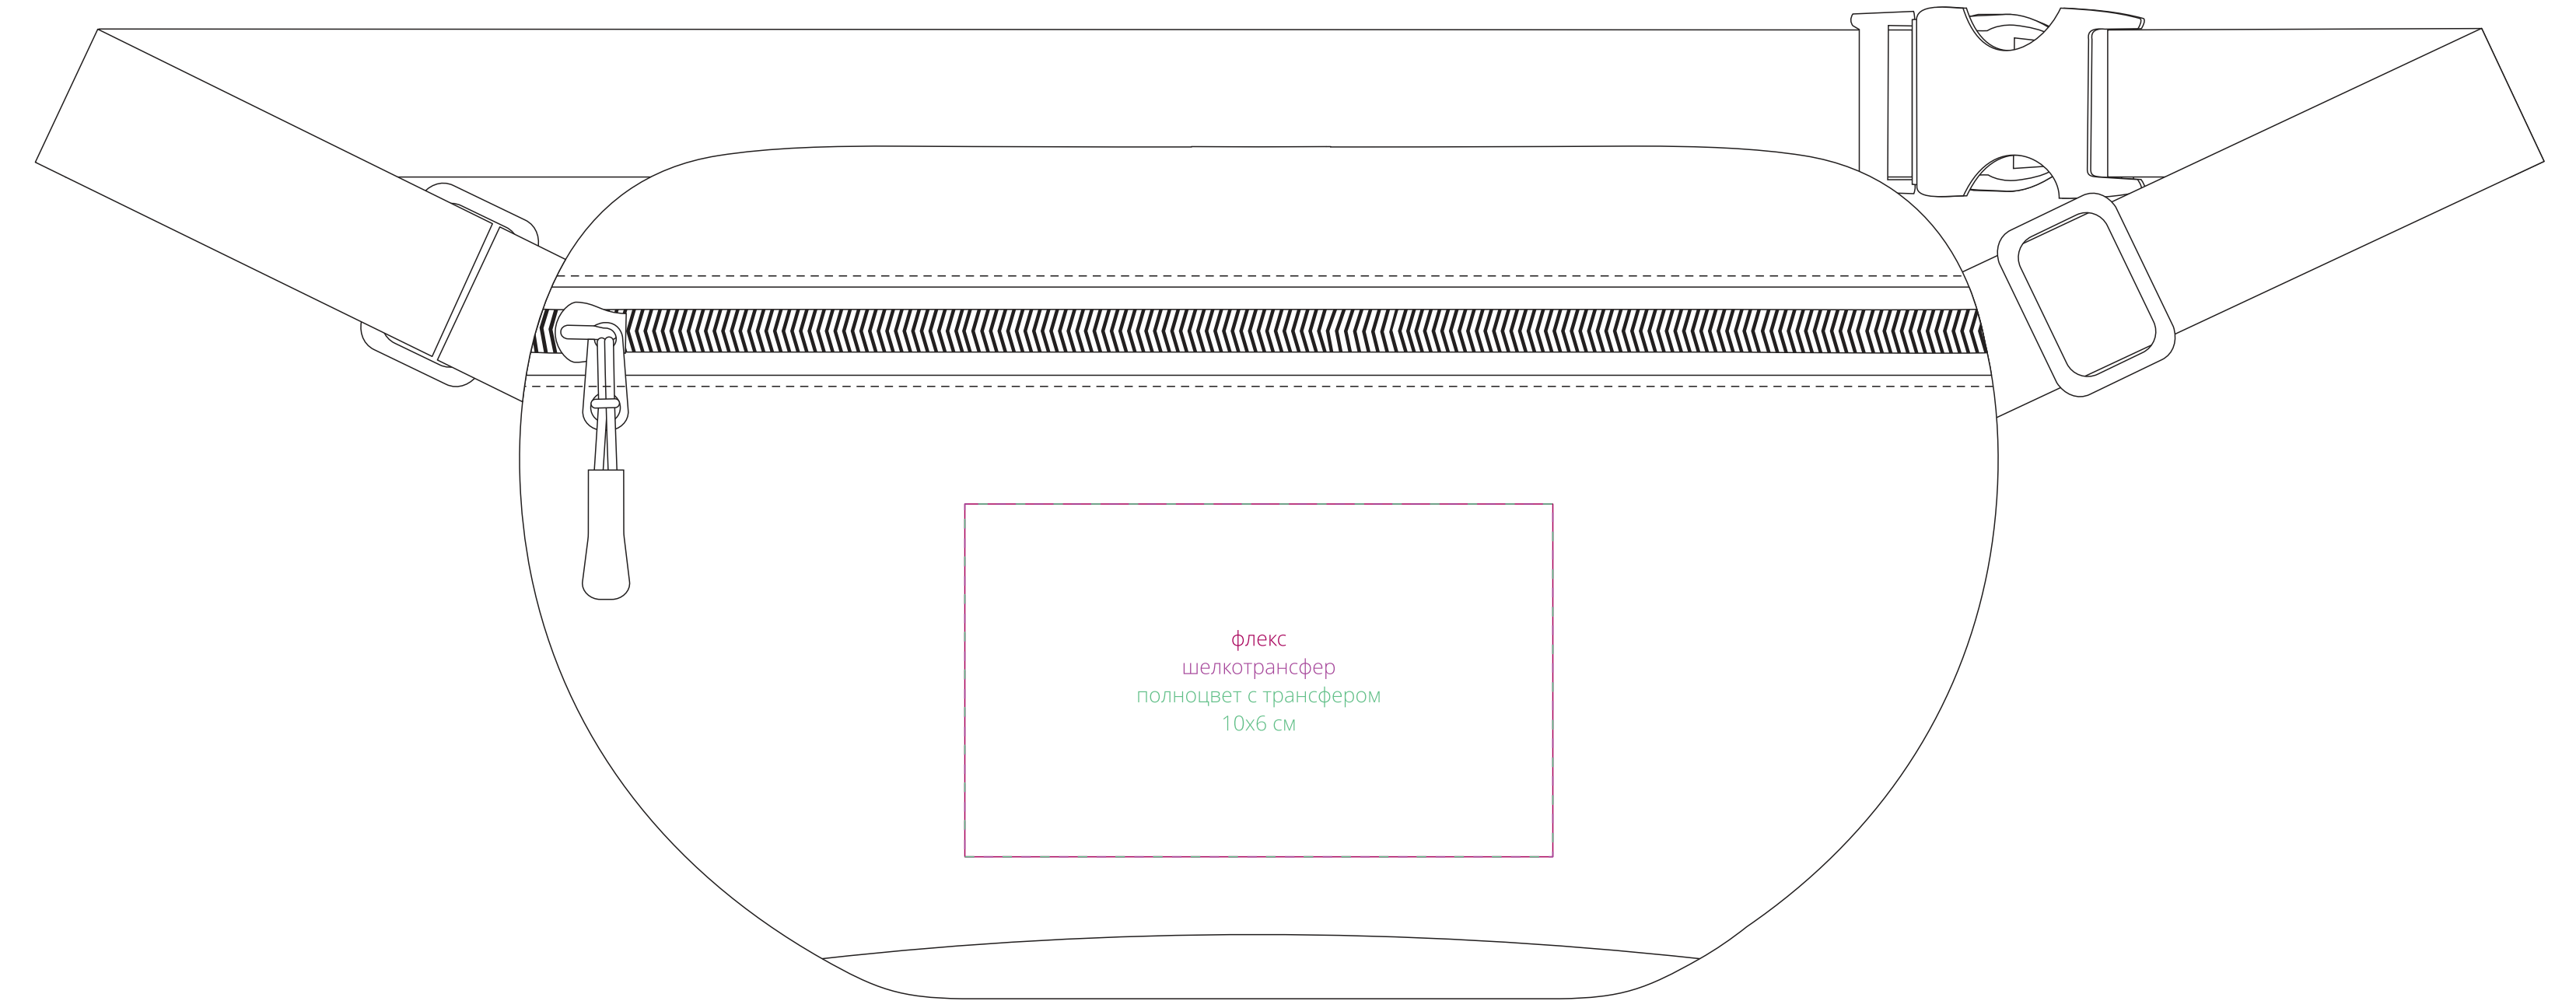 флекс
шелкотрансфер
полноцвет с трансфером
10х6 см